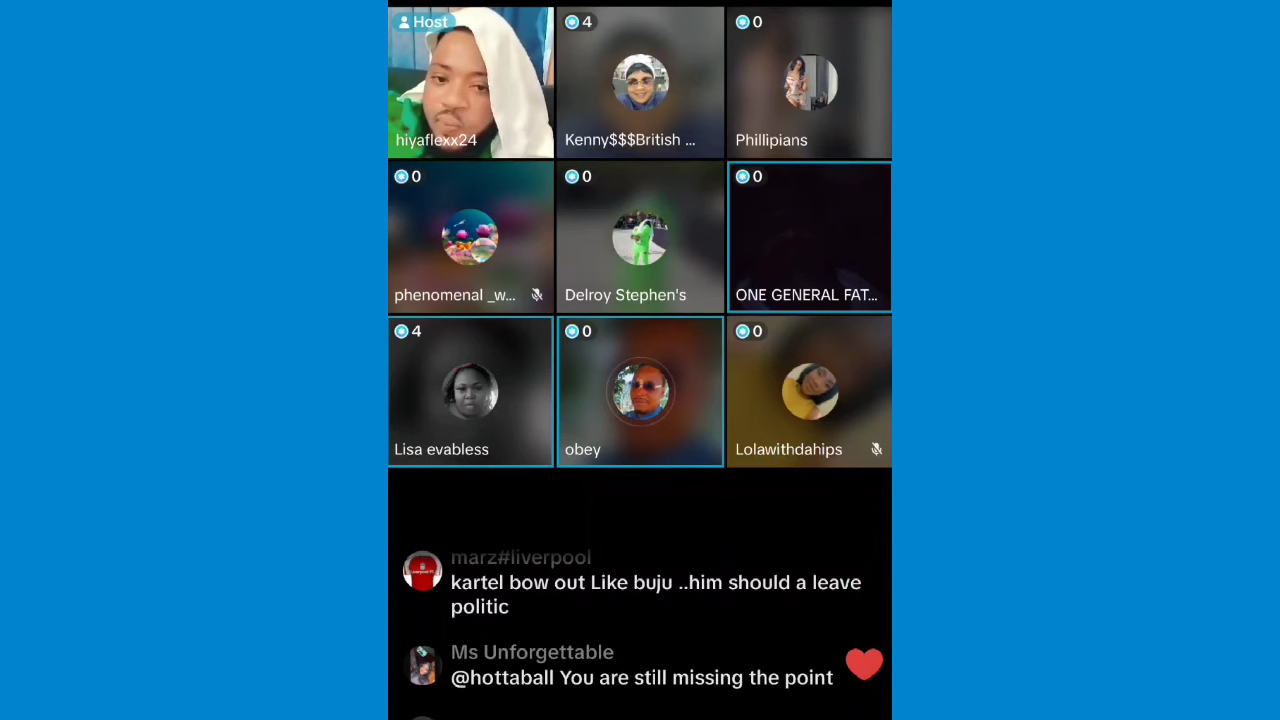 Host
4
0
hiyaflexx24
Kenny$$$British ...
Phillipians
0
0
0
phenomenal _w...
Delroy Stephen's
ONE GENERAL FAT...
4
0
0
Lisa evabless
obey
Lolawithdahips
marz#liverpool
kartel bow out Like buju ..him should a leave
politic
Ms Unforgettable
@hottaball You are still missing the point